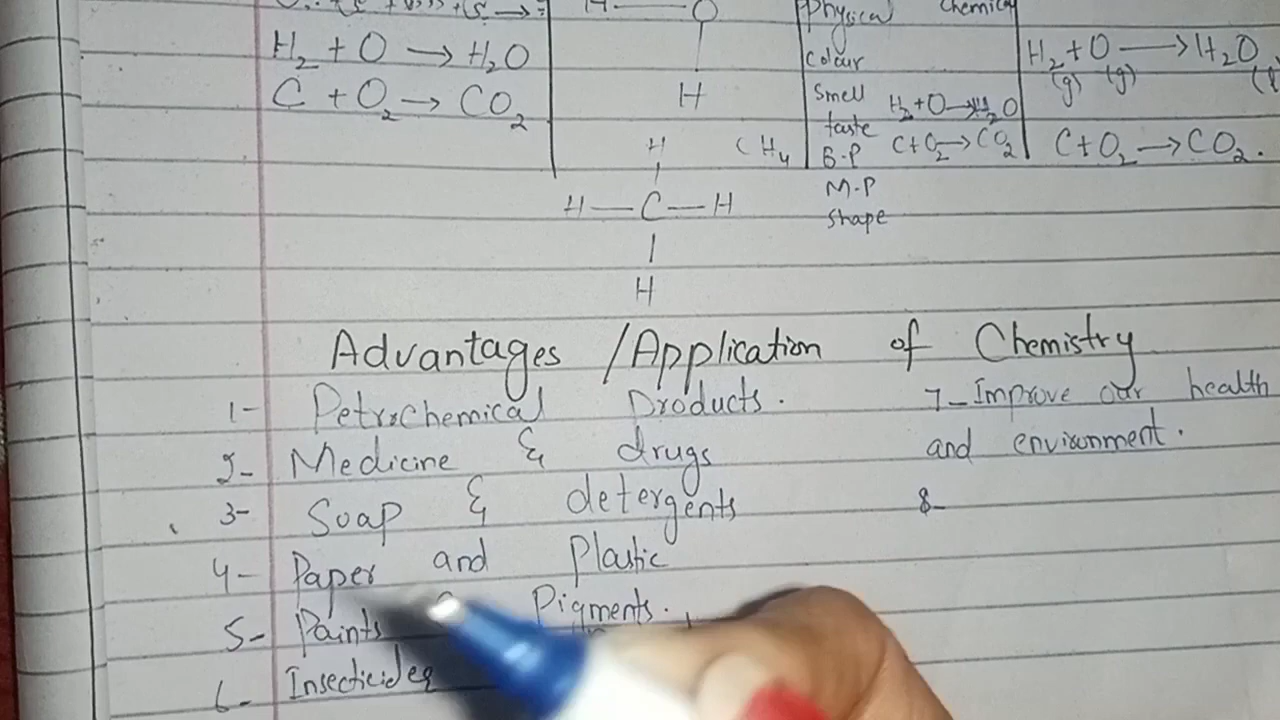 H₂ + O → H₂O
C + O₂ → CO₂
O
H
CH₄
H
H — C — H
H
Physical Chemical
Colour
Smell
taste
B.P
M.P
Shape
H₂ + O → H₂O
C + O₂ → CO₂
H₂ + O → H₂O
(g) (g)
C + O₂ → CO₂.
Advantages / Application of Chemistry
1- Petrochemical Products.
2- Medicine & drugs
3- Soap & detergents
4- Paper and Plastic
5- Paints Pigments.
6- Insecticides
7- Improve our health
and environment.
8-